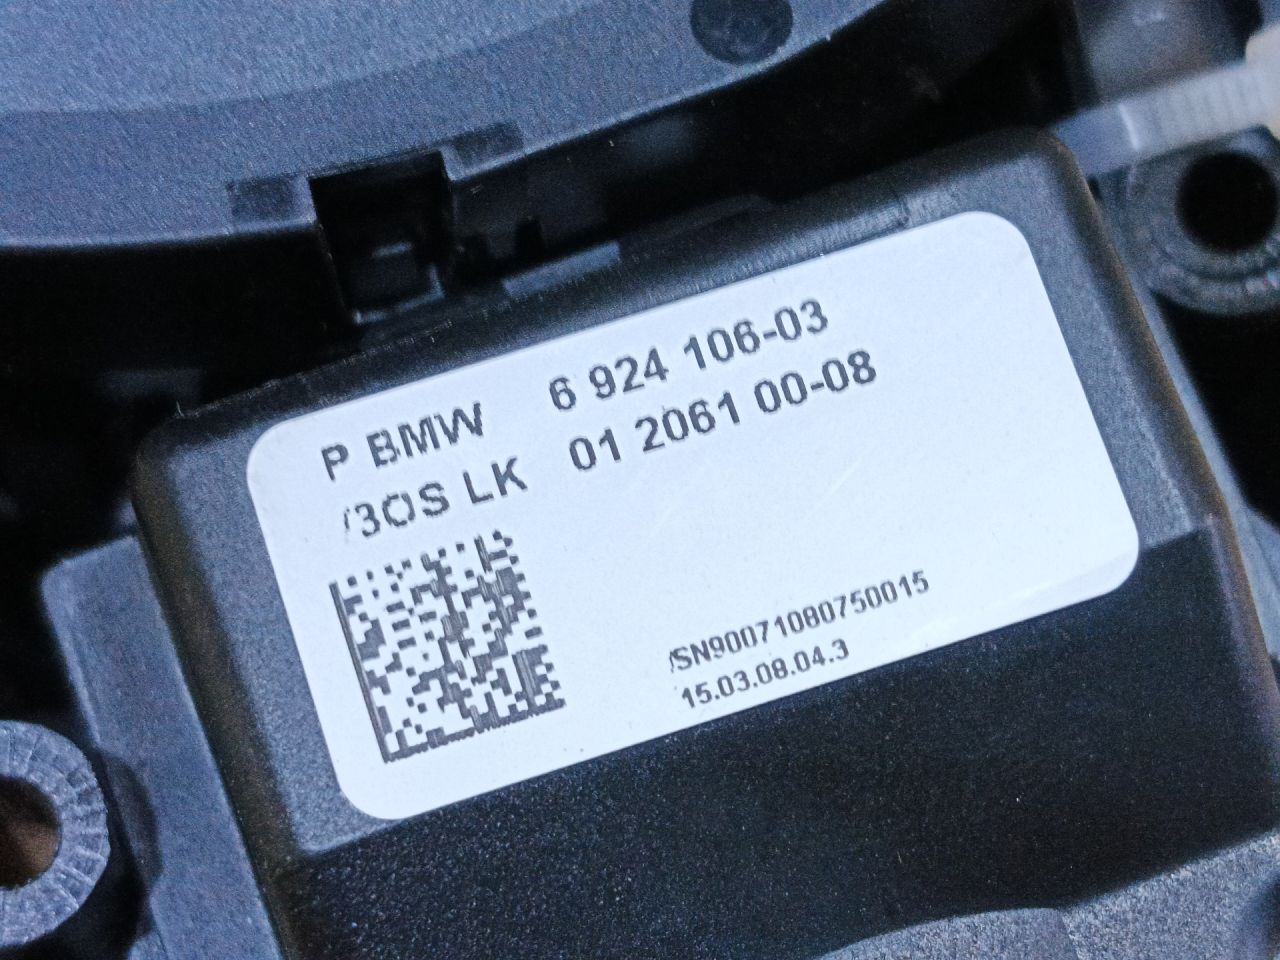 P BMW 6 924 106-03
/3OS LK 01 2061 00-08
/SN90071080750015
15.03.08.04.3